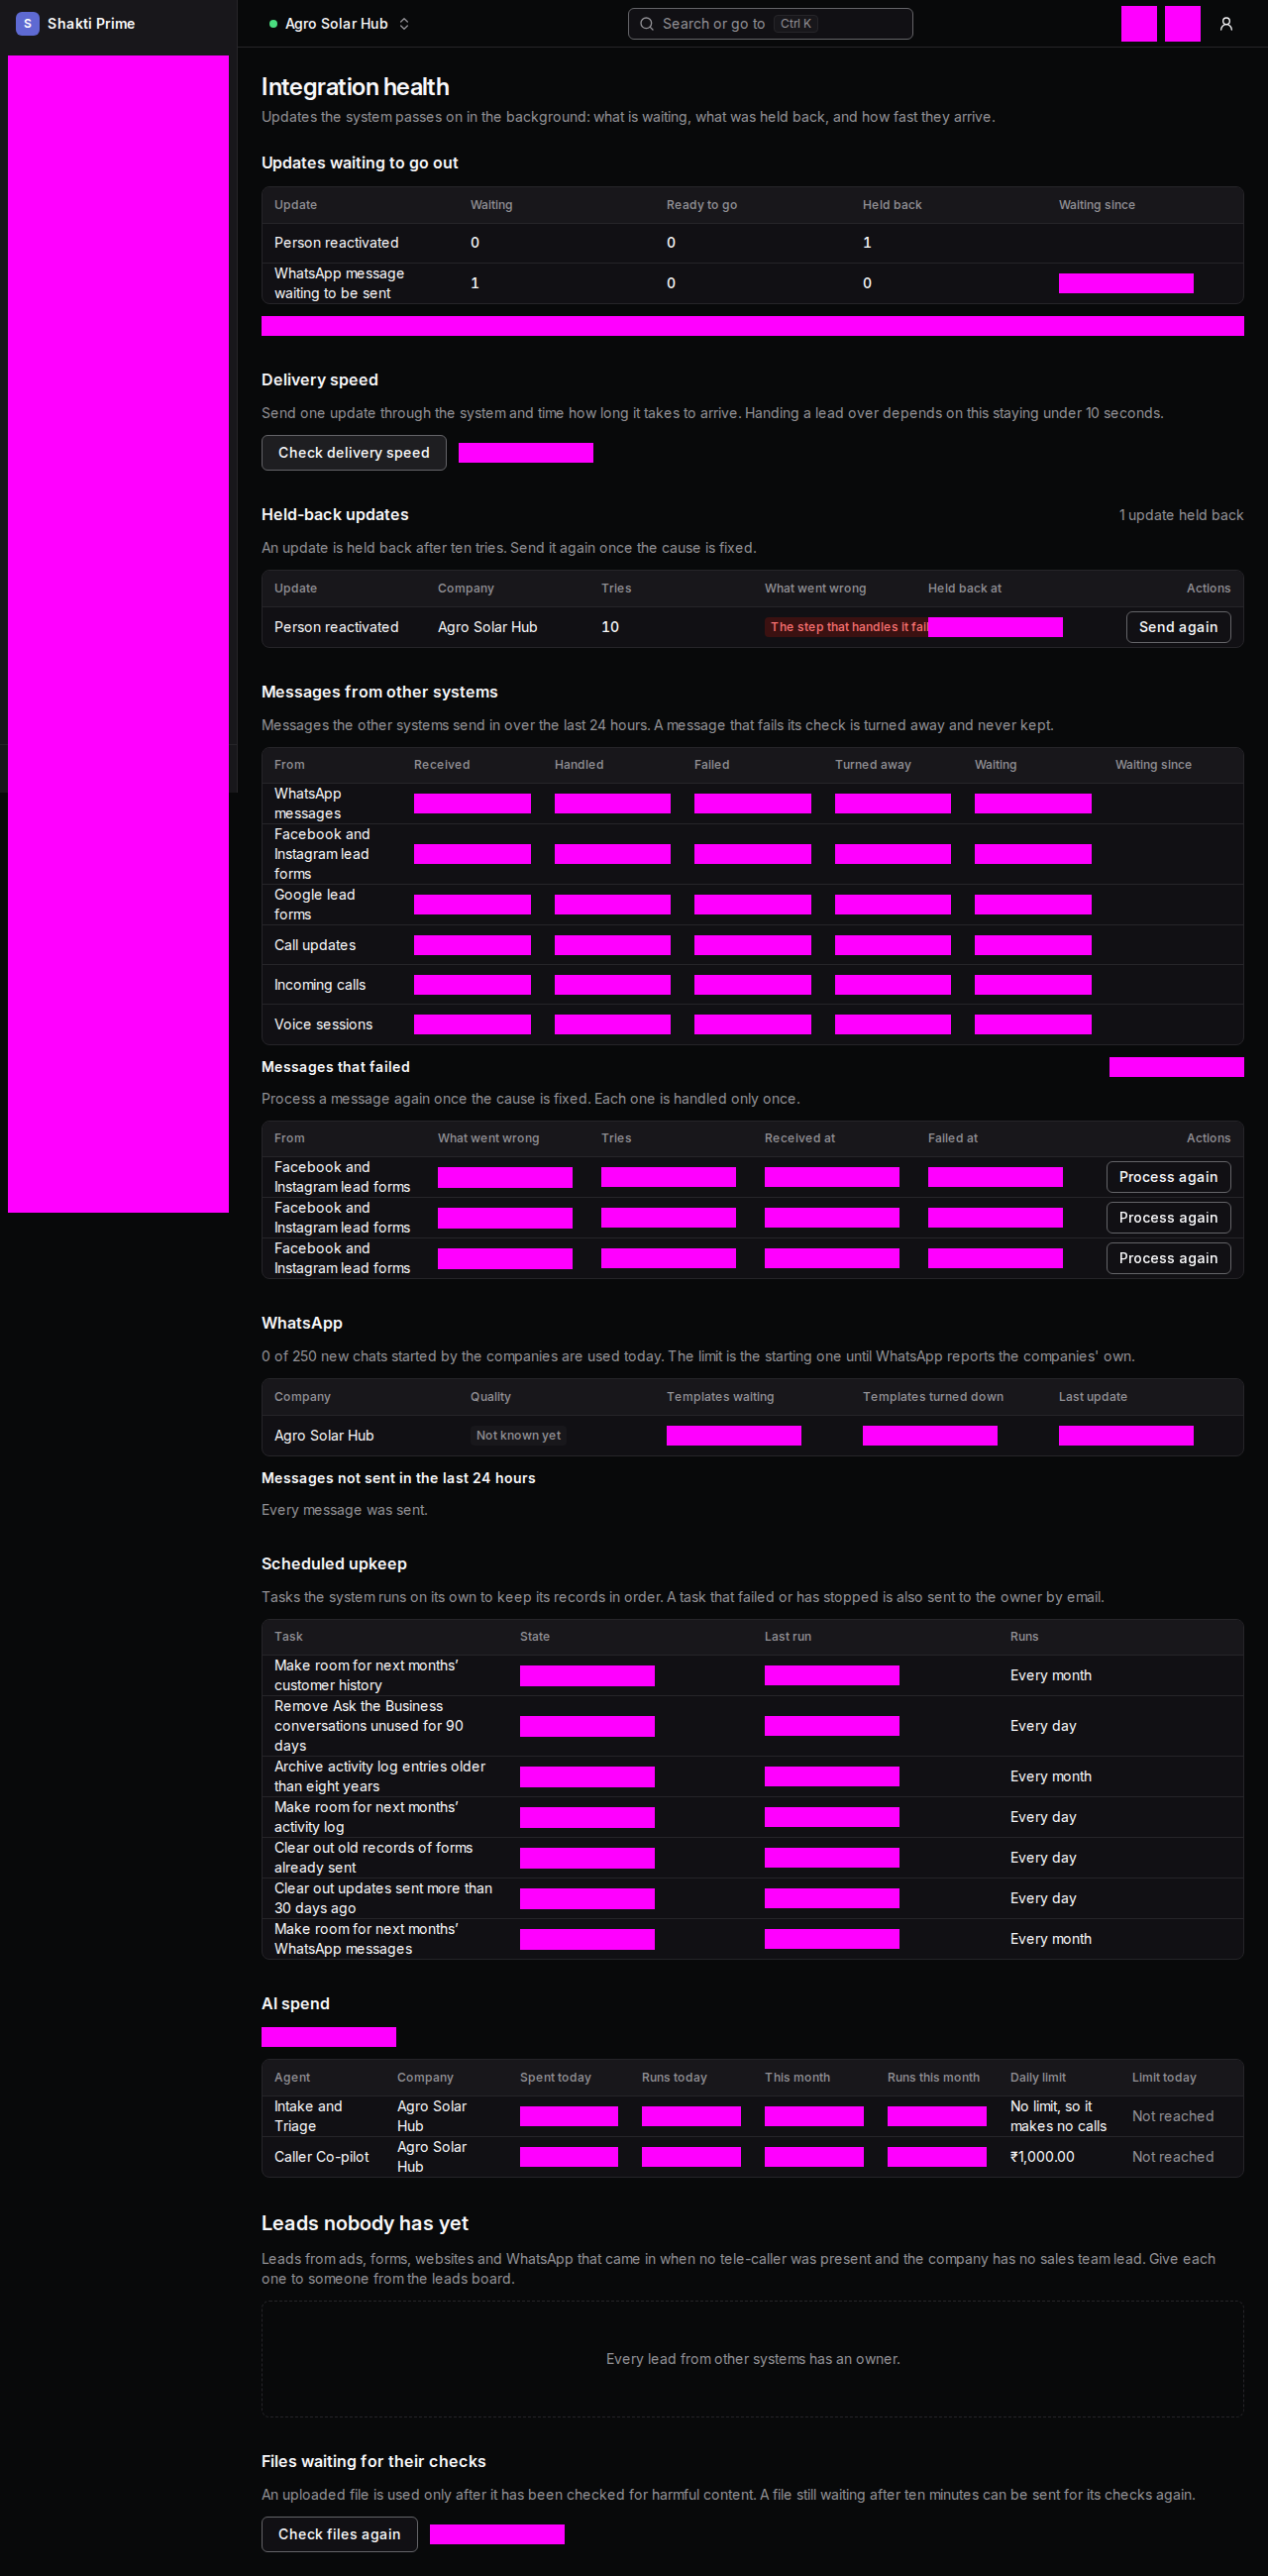 S Shakti Prime
Agro Solar Hub
Search or go to Ctrl K
Integration health
Updates the system passes on in the background: what is waiting, what was held back, and how fast they arrive.
Updates waiting to go out
Update Waiting Ready to go Held back Waiting since
Person reactivated 0 0 1
WhatsApp message
waiting to be sent 1 0 0
Delivery speed
Send one update through the system and time how long it takes to arrive. Handing a lead over depends on this staying under 10 seconds.
Check delivery speed
Held-back updates 1 update held back
An update is held back after ten tries. Send it again once the cause is fixed.
Update Company Tries What went wrong Held back at Actions
Person reactivated Agro Solar Hub 10 The step that handles it Send again
Messages from other systems
Messages the other systems send in over the last 24 hours. A message that fails its check is turned away and never kept.
From Received Handled Failed Turned away Waiting Waiting since
WhatsApp
messages
Facebook and
Instagram lead
forms
Google lead
forms
Call updates
Incoming calls
Voice sessions
Messages that failed
Process a message again once the cause is fixed. Each one is handled only once.
From What went wrong Tries Received at Failed at Actions
Facebook and
Instagram lead forms Process again
Facebook and
Instagram lead forms Process again
Facebook and
Instagram lead forms Process again
WhatsApp
0 of 250 new chats started by the companies are used today. The limit is the starting one until WhatsApp reports the companies' own.
Company Quality Templates waiting Templates turned down Last update
Agro Solar Hub Not known yet
Messages not sent in the last 24 hours
Every message was sent.
Scheduled upkeep
Tasks the system runs on its own to keep its records in order. A task that failed or has stopped is also sent to the owner by email.
Task State Last run Runs
Make room for next months’
customer history Every month
Remove Ask the Business
conversations unused for 90
days Every day
Archive activity log entries older
than eight years Every month
Make room for next months’
activity log Every day
Clear out old records of forms
already sent Every day
Clear out updates sent more than
30 days ago Every day
Make room for next months’
WhatsApp messages Every month
AI spend
Agent Company Spent today Runs today This month Runs this month Daily limit Limit today
Intake and
Triage Agro Solar
Hub No limit, so it
makes no calls Not reached
Caller Co-pilot Agro Solar
Hub ₹1,000.00 Not reached
Leads nobody has yet
Leads from ads, forms, websites and WhatsApp that came in when no tele-caller was present and the company has no sales team lead. Give each
one to someone from the leads board.
Every lead from other systems has an owner.
Files waiting for their checks
An uploaded file is used only after it has been checked for harmful content. A file still waiting after ten minutes can be sent for its checks again.
Check files again